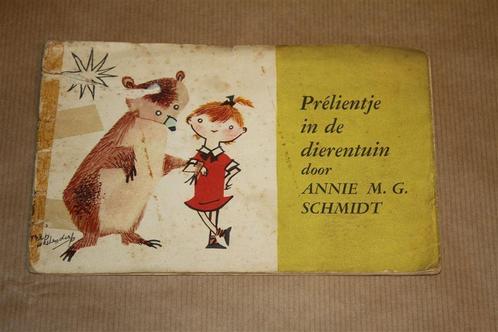 Prélientje
in de
dierentuin
door
ANNIE M. G.
SCHMIDT